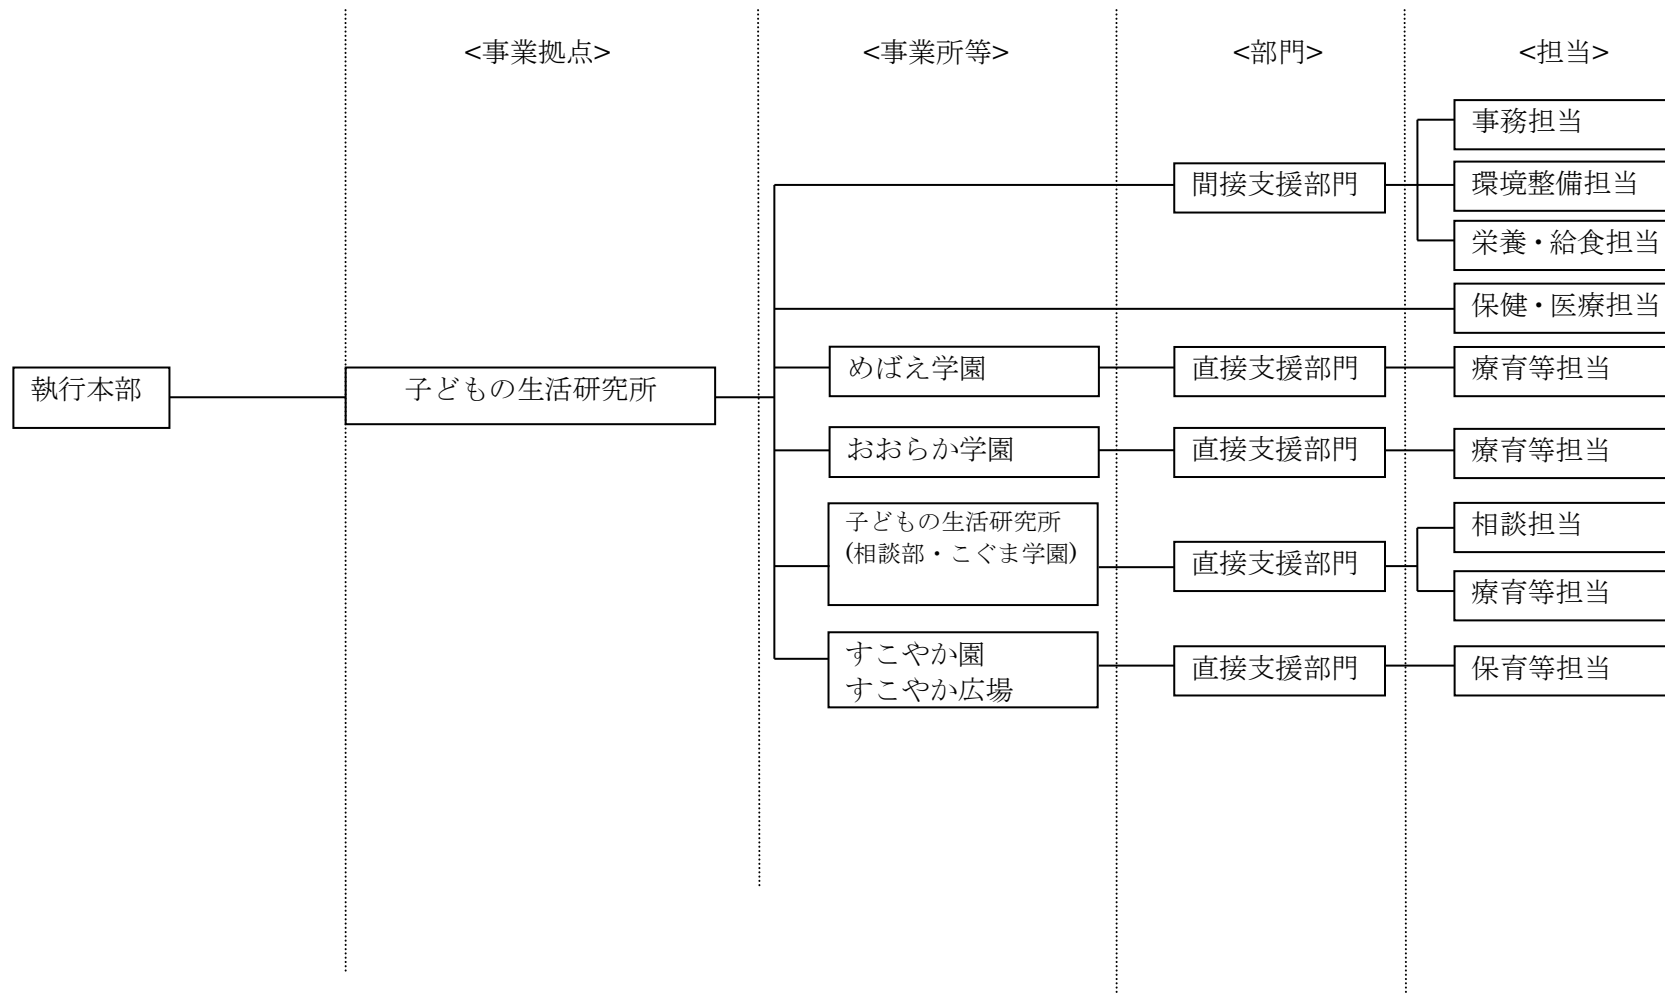 <事業拠点>
<事業所等>
<部門>
<担当>
事務担当
間接支援部門
環境整備担当
栄養・給食担当
保健・医療担当
執行本部
子どもの生活研究所
めばえ学園
直接支援部門
療育等担当
おおらか学園
直接支援部門
療育等担当
子どもの生活研究所
(相談部・こぐま学園)
直接支援部門
相談担当
療育等担当
すこやか園
すこやか広場
直接支援部門
保育等担当